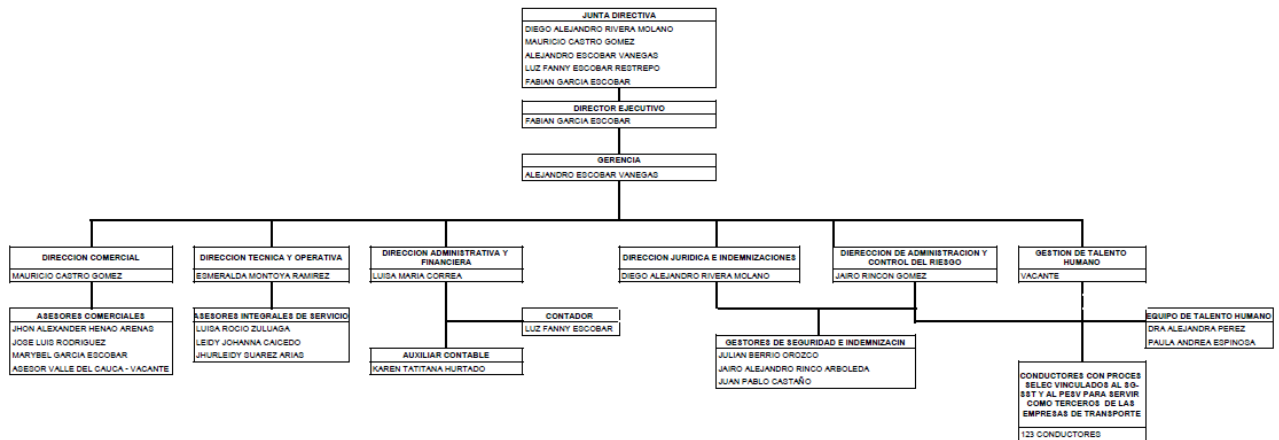 JUNTA DIRECTIVA
DIEGO ALEJANDRO RIVERA MOLANO
MAURICIO CASTRO GOMEZ
ALEJANDRO ESCOBAR VANEGAS
LUZ FANNY ESCOBAR RESTREPO
FABIAN GARCIA ESCOBAR
DIRECTOR EJECUTIVO
FABIAN GARCIA ESCOBAR
GERENCIA
ALEJANDRO ESCOBAR VANEGAS
DIRECCION COMERCIAL
MAURICIO CASTRO GOMEZ
DIRECCION TECNICA Y OPERATIVA
ESMERALDA MONTOYA RAMIREZ
DIRECCION ADMINISTRATIVA Y
FINANCIERA
LUISA MARIA CORREA
DIRECCION JURIDICA E INDEMNIZACIONES
DIEGO ALEJANDRO RIVERA MOLANO
DIERECCION DE ADMINISTRACION Y
CONTROL DEL RIESGO
JAIRO RINCON GOMEZ
GESTION DE TALENTO
HUMANO
VACANTE
ASESORES COMERCIALES
JHON ALEXANDER HENAO ARENAS
JOSE LUIS RODRIGUEZ
MARYBEL GARCIA ESCOBAR
ASESOR VALLE DEL CAUCA - VACANTE
ASESORES INTEGRALES DE SERVICIO
LUISA ROCIO ZULUAGA
LEIDY JOHANNA CAICEDO
JHURLEIDY SUAREZ ARIAS
CONTADOR
LUZ FANNY ESCOBAR
AUXILIAR CONTABLE
KAREN TATITANA HURTADO
GESTORES DE SEGURIDAD E INDEMNIZACIN
JULIAN BERRIO OROZCO
JAIRO ALEJANDRO RINCO ARBOLEDA
JUAN PABLO CASTAÑO
EQUIPO DE TALENTO HUMANO
DRA ALEJANDRA PEREZ
PAULA ANDREA ESPINOSA
CONDUCTORES CON PROCES
SELEC VINCULADOS AL SG-
SST Y AL PESV PARA SERVIR
COMO TERCEROS DE LAS
EMPRESAS DE TRANSPORTE
123 CONDUCTORES